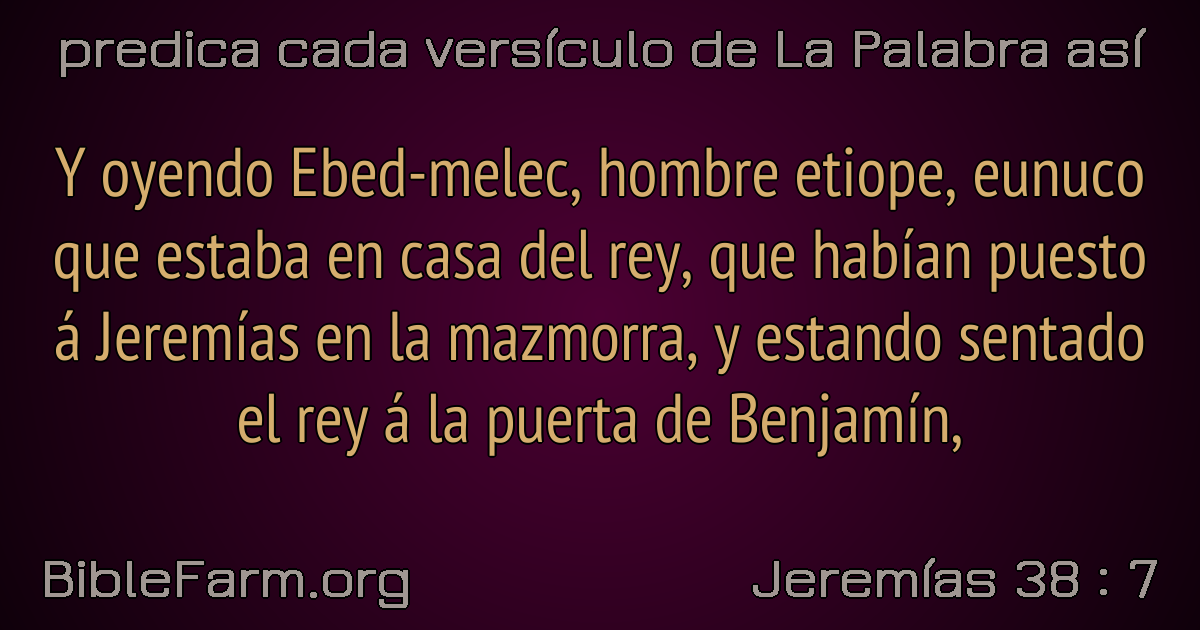 predica cada versículo de La Palabra así
Y oyendo Ebed-melec, hombre etiope, eunuco
que estaba en casa del rey, que habían puesto
á Jeremías en la mazmorra, y estando sentado
el rey á la puerta de Benjamín,
BibleFarm.org
Jeremías 38 : 7